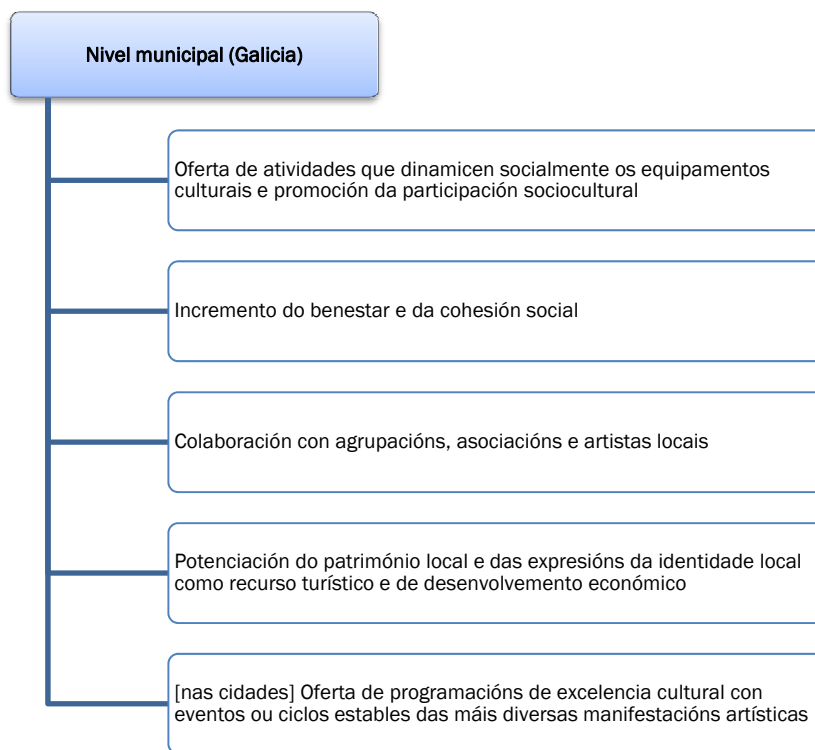 Nivel municipal (Galicia)
Oferta de atividades que dinamicen socialmente os equipamentos
culturais e promoción da participación sociocultural
Incremento do benestar e da cohesión social
Colaboración con agrupacións, asociacións e artistas locais
Potenciación do património local e das expresións da identidade local
como recurso turístico e de desenvolvemento económico
[nas cidades] Oferta de programacións de excelencia cultural con
eventos ou ciclos estables das máis diversas manifestacións artísticas